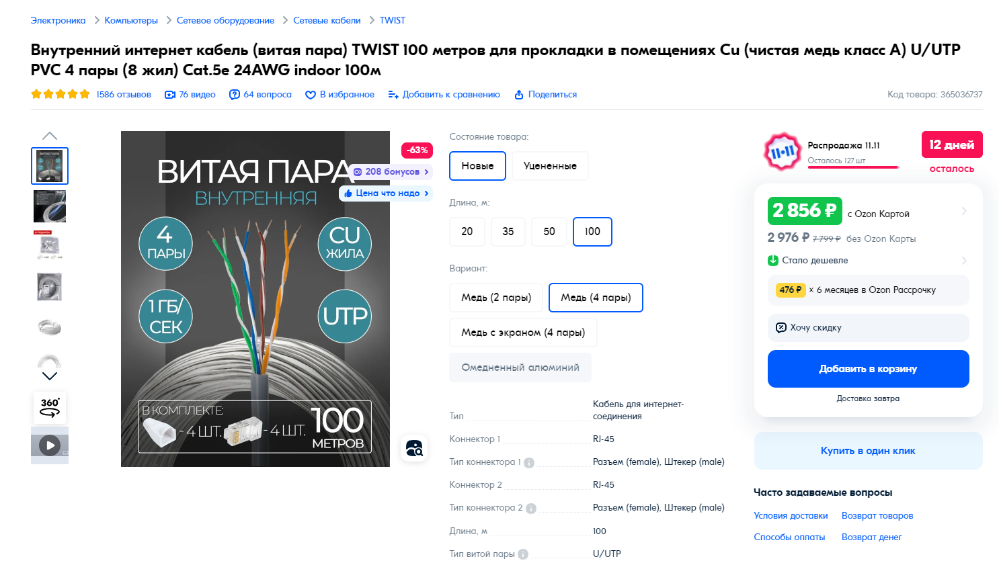 Электроника
Компьютеры
Сетевое оборудование
Сетевые кабели
TWIST
Внутренний интернет кабель (витая пара) TWIST 100 метров для прокладки в помещениях Cu (чистая медь класс А) U/UTP
PVC 4 пары (8 жил) Cat.5e 24AWG indoor 100м
1586 отзывов
76 видео
64 вопроса
В избранное
Добавить к сравнению
Поделиться
Код товара: 365036737
360°
-63%
208 бонусов
Цена что надо
ВИТАЯ ПАРА
ВНУТРЕННЯЯ
4
ПАРЫ
CU
ЖИЛА
1 ГБ/
СЕК
UTP
В КОМПЛЕКТЕ:
- 4 ШТ.
- 4 ШТ.
100
МЕТРОВ
Состояние товара:
Новые
Уцененные
Длина, м:
20
35
50
100
Вариант:
Медь (2 пары)
Медь (4 пары)
Медь с экраном (4 пары)
Омедненный алюминий
Тип
Кабель для интернет-
соединения
Коннектор 1
RJ-45
Тип коннектора 1
Разъем (female), Штекер (male)
Коннектор 2
RJ-45
Тип коннектора 2
Разъем (female), Штекер (male)
Длина, м
100
Тип витой пары
U/UTP
11•11
Распродажа 11.11
Осталось 127 шт
12 дней
осталось
2 856 ₽
с Ozon Картой
2 976 ₽ 7 799 ₽ без Ozon Карты
Стало дешевле
476 ₽ × 6 месяцев в Ozon Рассрочку
Хочу скидку
Добавить в корзину
Доставка завтра
Купить в один клик
Часто задаваемые вопросы
Условия доставки
Возврат товаров
Способы оплаты
Возврат денег